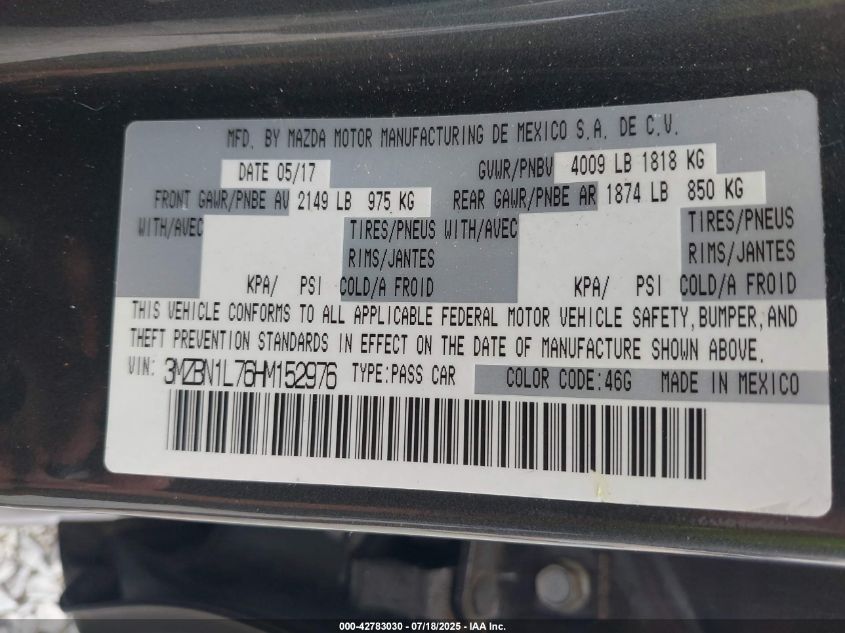 MFD. BY MAZDA MOTOR MANUFACTURING DE MEXICO S.A. DE C.V.
DATE 05/17 GVWR/PNBV 4009 LB 1818 KG
FRONT GAWR/PNBE AV 2149 LB 975 KG REAR GAWR/PNBE AR 1874 LB 850 KG
WITH/AVEC TIRES/PNEUS WITH/AVEC TIRES/PNEUS
RIMS/JANTES RIMS/JANTES
KPA/ PSI COLD/A FROID KPA/ PSI COLD/A FROID
THIS VEHICLE CONFORMS TO ALL APPLICABLE FEDERAL MOTOR VEHICLE SAFETY, BUMPER, AND
THEFT PREVENTION STANDARDS IN EFFECT ON THE DATE OF MANUFACTURE SHOWN ABOVE.
VIN: 3MZBN1L76HM152976 TYPE:PASS CAR COLOR CODE:46G MADE IN MEXICO
000-42783030 - 07/18/2025 - IAA Inc.